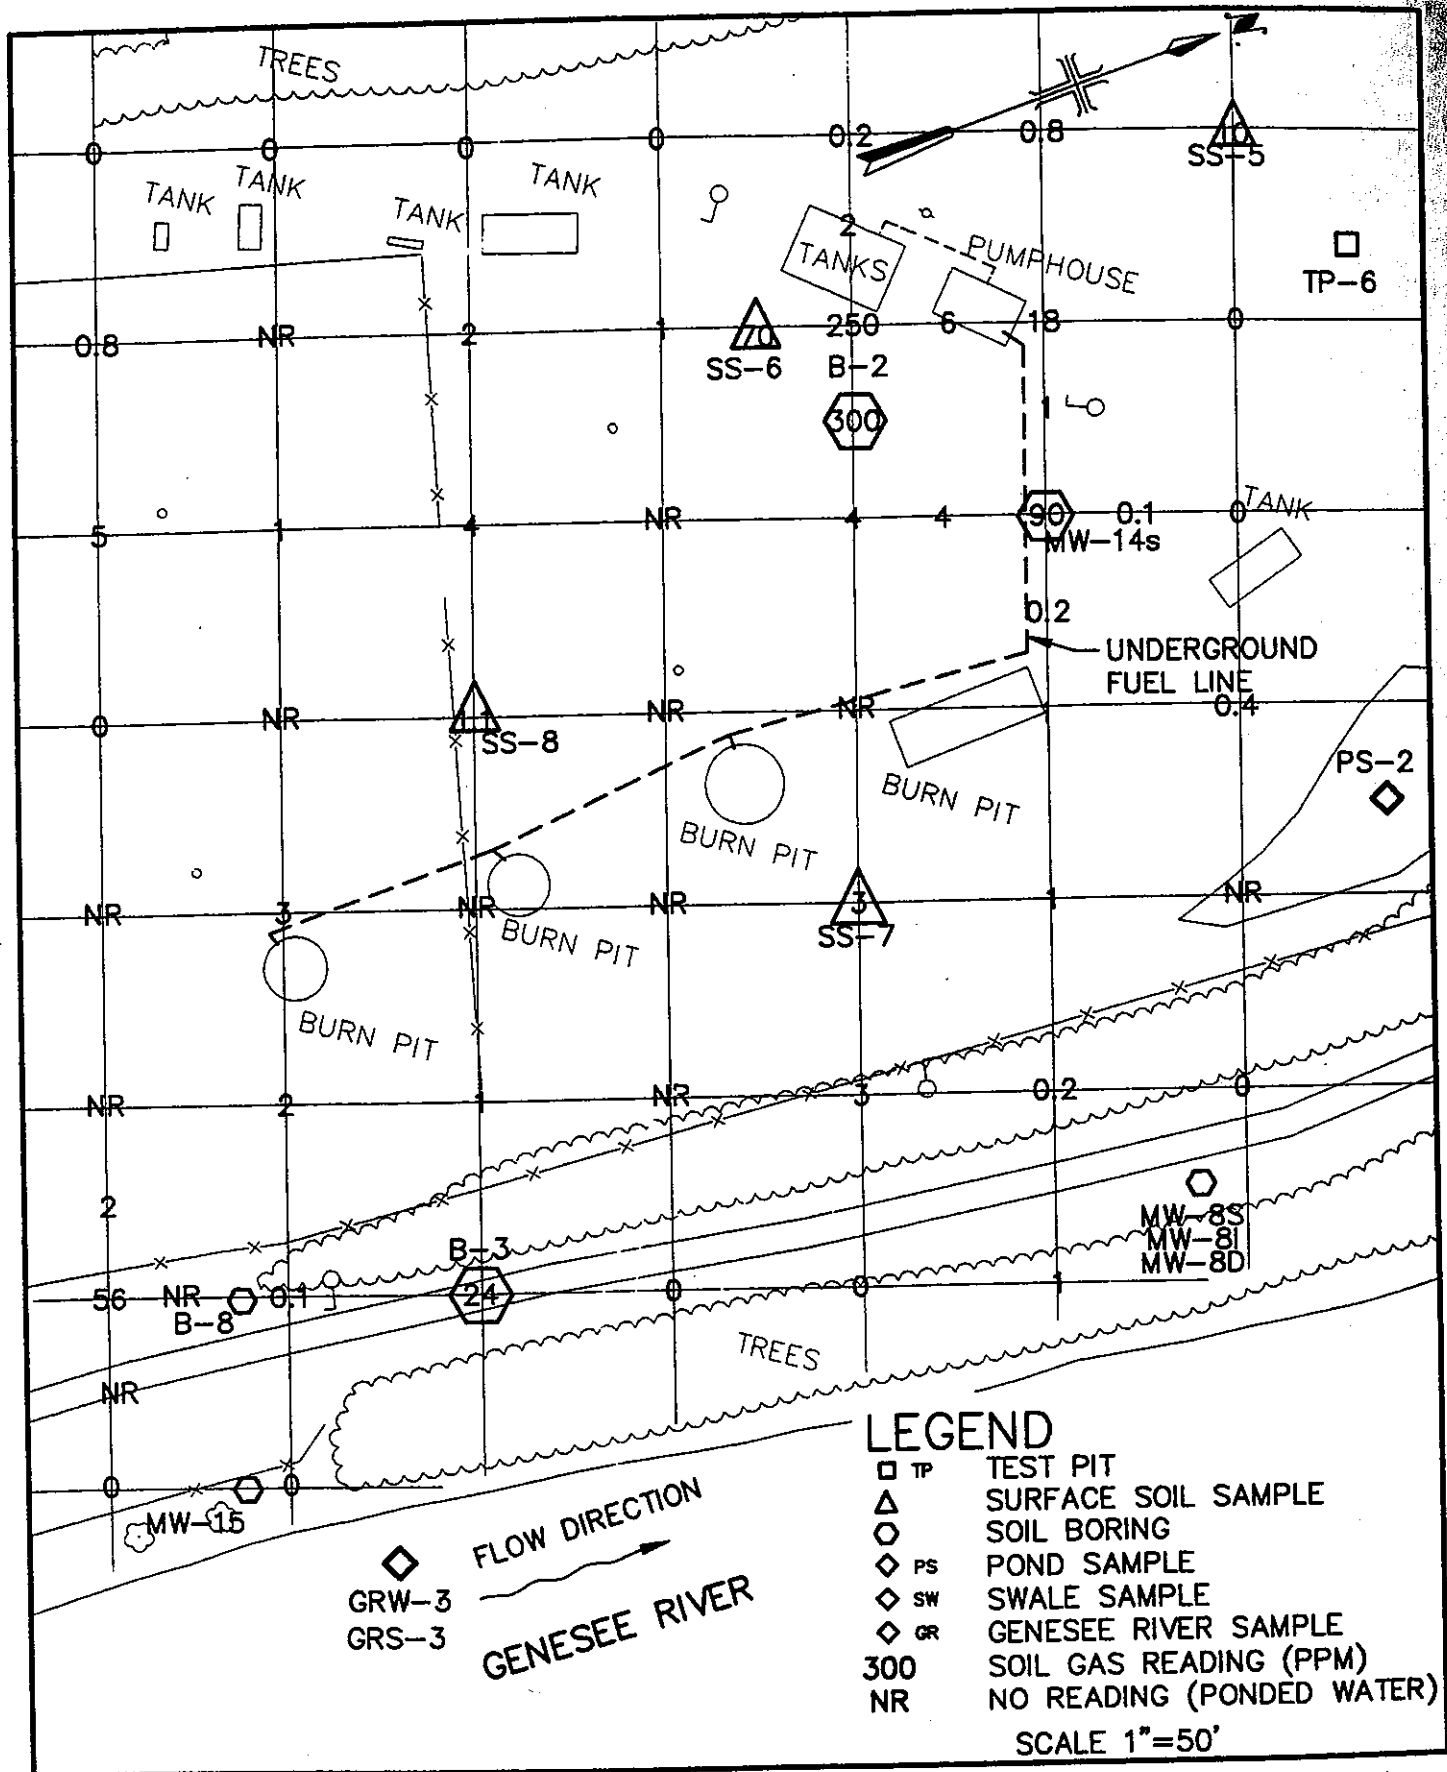 TREES
0 0 0 0 0.2 0.8 10
SS-5
TANK TANK TANK TANK
2
TANKS
PUMPHOUSE
TP-6
0.8 NR 2 1 70 250 6 18 0
SS-6 B-2
300
1
TANK
5 1 4 NR 4 4 90 0.1 0
MW-14s
0.2
UNDERGROUND
FUEL LINE
0 NR NR NR 0.4
SS-8
PS-2
BURN PIT
BURN PIT
NR 3 NR NR 3 1 NR
SS-7
BURN PIT
BURN PIT
NR 2 1 NR 3 0.2 0
2
MW-8S
MW-8I
MW-8D
B-3
56 NR 0.1 24 0 0 1
B-8
TREES
NR
0 0
MW-15
FLOW DIRECTION
GRW-3
GRS-3
GENESEE RIVER
LEGEND
TP TEST PIT
SURFACE SOIL SAMPLE
SOIL BORING
PS POND SAMPLE
SW SWALE SAMPLE
GR GENESEE RIVER SAMPLE
300 SOIL GAS READING (PPM)
NR NO READING (PONDED WATER)
SCALE 1"=50'